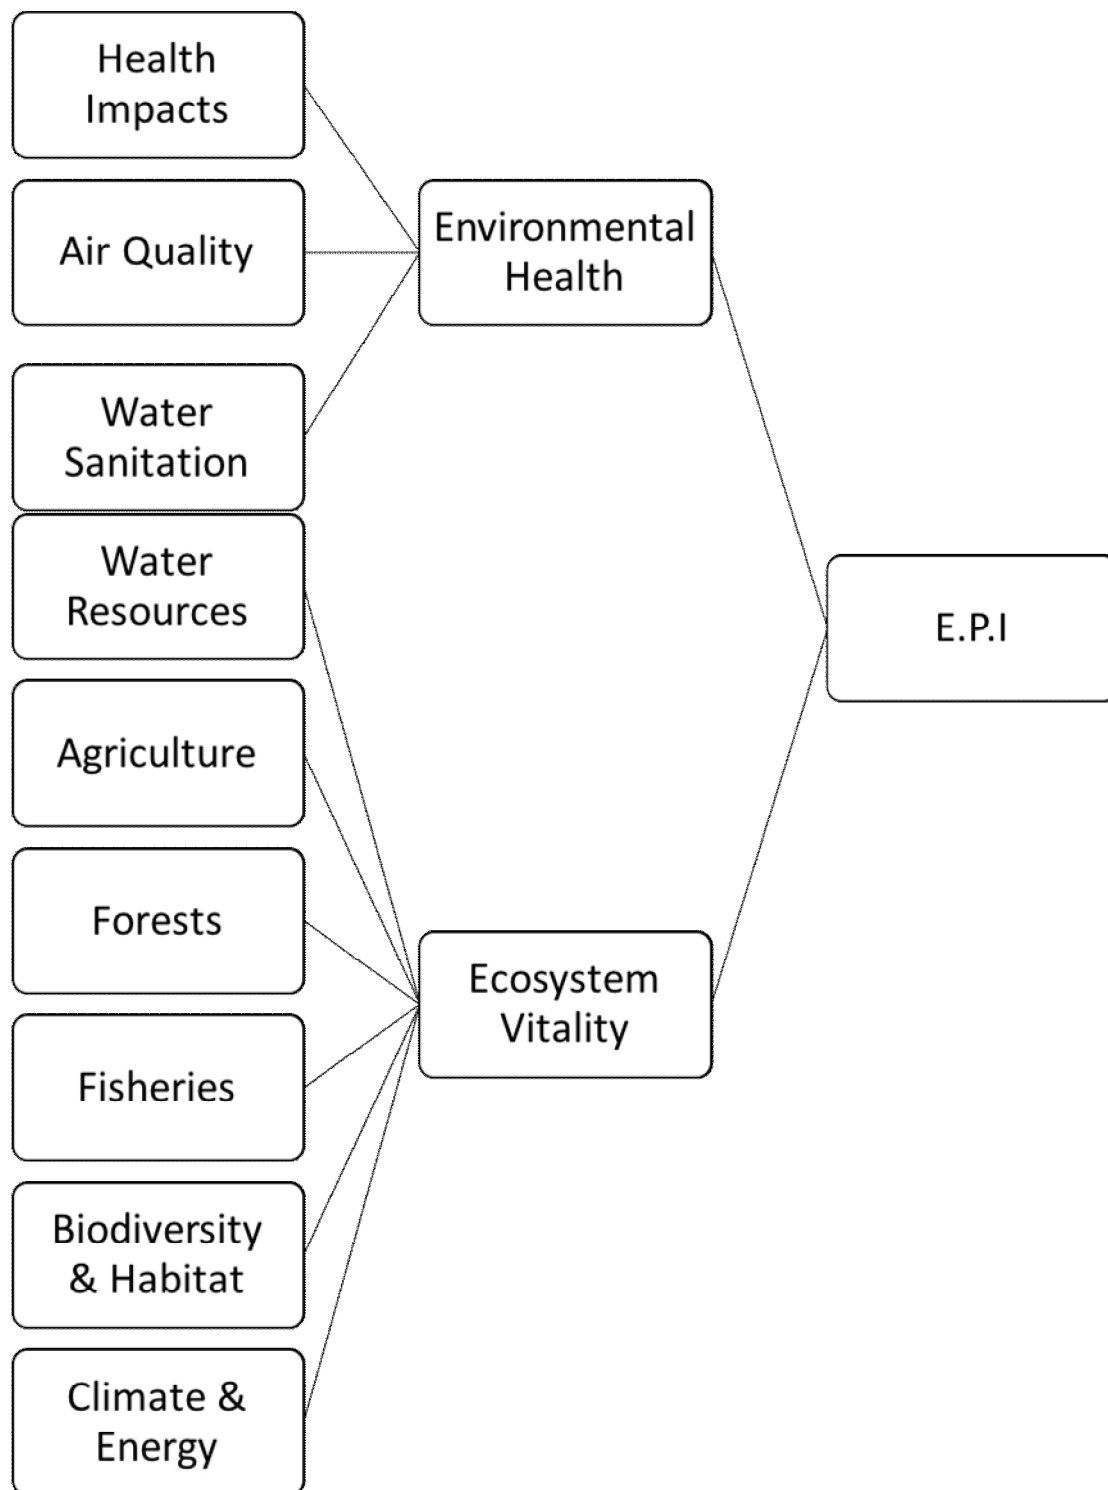 Health
Impacts
Air Quality
Water
Sanitation
Water
Resources
Agriculture
Forests
Fisheries
Biodiversity
& Habitat
Climate &
Energy
Environmental
Health
Ecosystem
Vitality
E.P.I